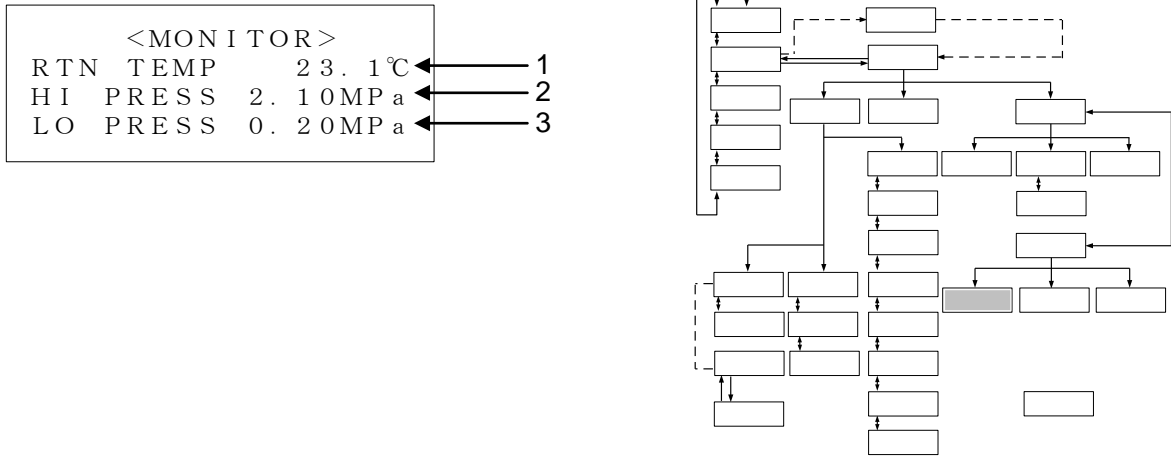 <MONITOR>
RTN TEMP 23.1℃ 1
HI PRESS 2.10MPa 2
LO PRESS 0.20MPa 3